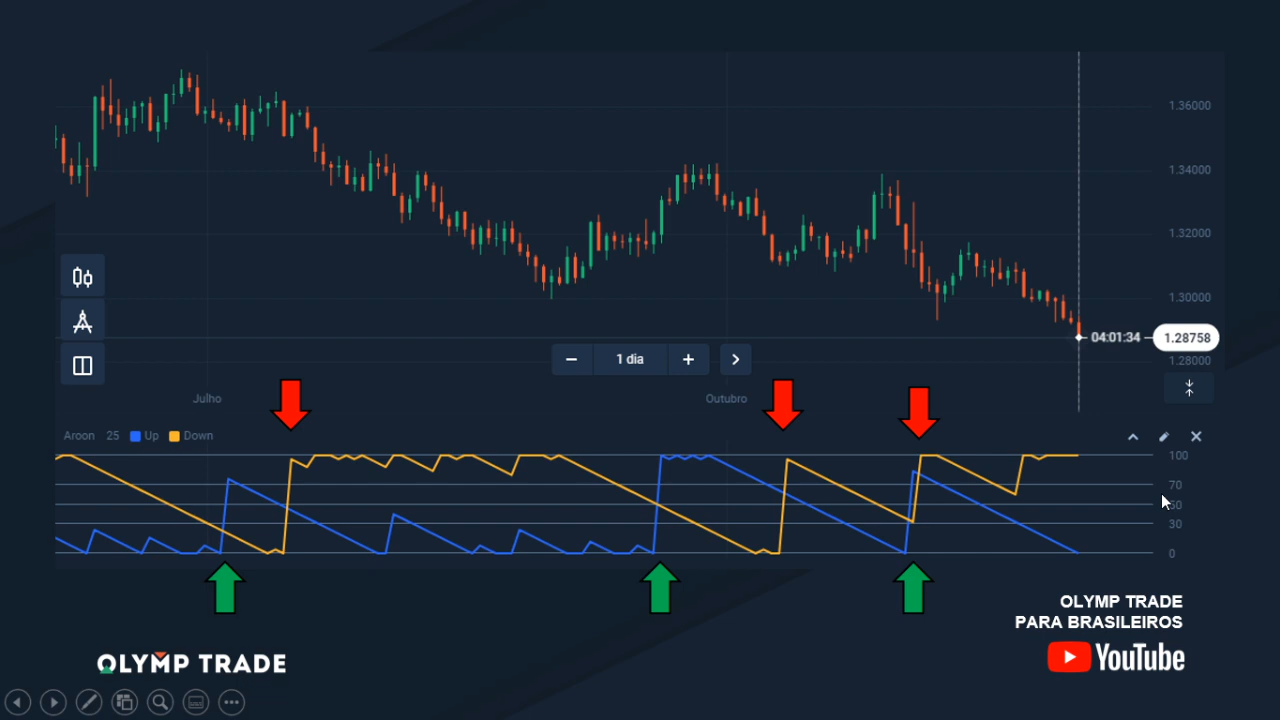 1.36000
1.34000
1.32000
1.30000
04:01:34
1.28758
1.28000
1 dia
Julho
Outubro
Aroon 25 Up Down
100
70
50
30
0
OLYMP TRADE
PARA BRASILEIROS
YouTube
OLYMP TRADE